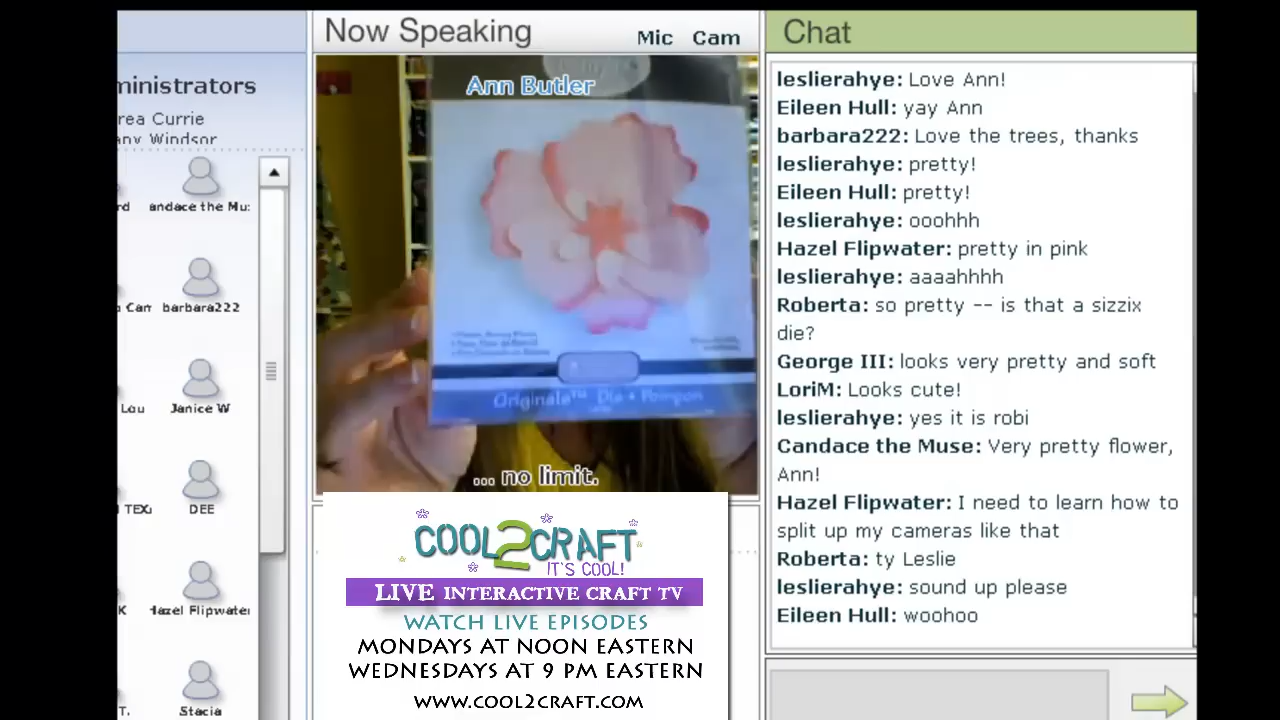 ministrators
rea Currie
any Windsor
rd
andace the Mu:
Cam
barbara222
Lou
Janice W
TEX
DEE
K
Hazel Flipwater
T.
Stacia
Now Speaking
Mic Cam
Ann Butler
Originals™ Die • Pompon
... no limit.
COOL2CRAFT
IT'S COOL!
LIVE INTERACTIVE CRAFT TV
WATCH LIVE EPISODES
MONDAYS AT NOON EASTERN
WEDNESDAYS AT 9 PM EASTERN
WWW.COOL2CRAFT.COM
Chat
leslierahye: Love Ann!
Eileen Hull: yay Ann
barbara222: Love the trees, thanks
leslierahye: pretty!
Eileen Hull: pretty!
leslierahye: ooohhh
Hazel Flipwater: pretty in pink
leslierahye: aaaahhhh
Roberta: so pretty -- is that a sizzix
die?
George III: looks very pretty and soft
LoriM: Looks cute!
leslierahye: yes it is robi
Candace the Muse: Very pretty flower,
Ann!
Hazel Flipwater: I need to learn how to
split up my cameras like that
Roberta: ty Leslie
leslierahye: sound up please
Eileen Hull: woohoo